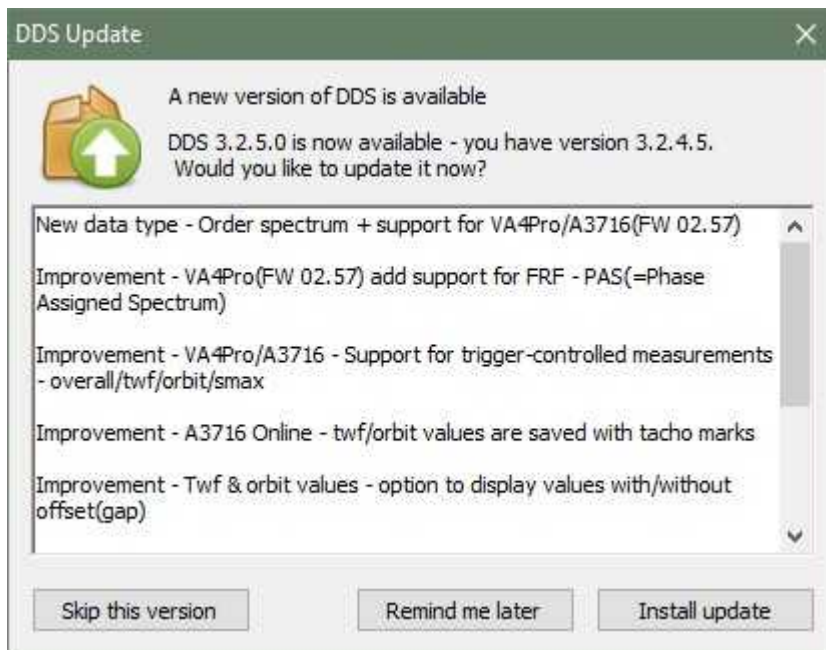 DDS Update
A new version of DDS is available
DDS 3.2.5.0 is now available - you have version 3.2.4.5.
Would you like to update it now?
New data type - Order spectrum + support for VA4Pro/A3716(FW 02.57)
Improvement - VA4Pro(FW 02.57) add support for FRF - PAS(=Phase
Assigned Spectrum)
Improvement - VA4Pro/A3716 - Support for trigger-controlled measurements
- overall/twf/orbit/smax
Improvement - A3716 Online - twf/orbit values are saved with tacho marks
Improvement - Twf & orbit values - option to display values with/without
offset(gap)
Skip this version
Remind me later
Install update